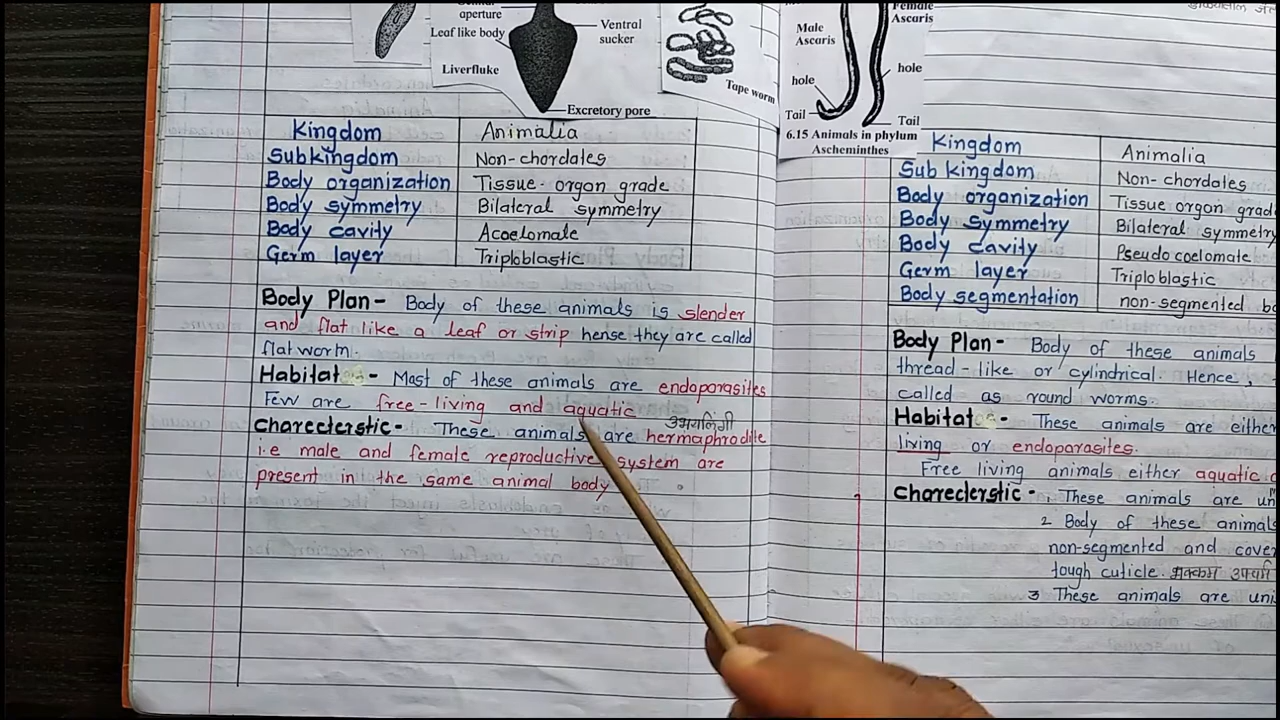 aperture
Leaf like body
Ventral
sucker
Liverfluke
Excretory pore
Tape worm
Female
Ascaris
Male
Ascaris
hole
hole
Tail
Tail
6.15 Animals in phylum
Ascheminthes
Kingdom Animalia
Subkingdom Non-chordates
Body organization Tissue-organ grade
Body symmetry Bilateral symmetry
Body cavity Acoelomate
Germ layer Triploblastic
Body Plan- Body of these animals is slender
and flat like a leaf or strip hense they are called
flatworm.
Habitat - Most of these animals are endoparasites
Few are free-living and aquatic
उभयलिंगी
charecterstic- These animals are hermaphrodite
i.e male and female reproductive system are
present in the same animal body.
Kingdom Animalia
Sub kingdom Non-chordates
Body organization Tissue organ grad
Body symmetry Bilateral symmetry
Body cavity Pseudo coelomate
Germ layer Triploblastic
Body segmentation non-segmented b
Body Plan- Body of these animals
thread-like or cylindrical. Hence,
called as round worms.
Habitat - These animals are either
living or endoparasites.
Free living animals either aquatic
charecterstic - 1. These animals are un
2 Body of these animals
non-segmented and cover
tough cuticle.
3 These animals are uni